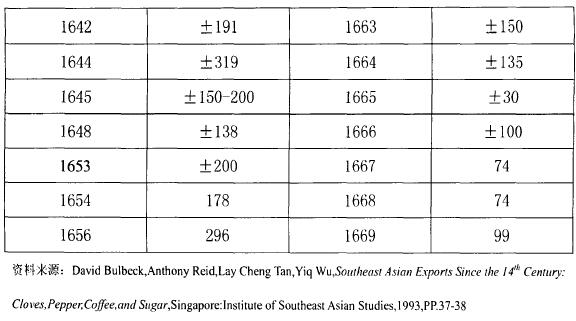 1642 ±191 1663 ±150
1644 ±319 1664 ±135
1645 ±150-200 1665 ±30
1648 ±138 1666 ±100
1653 ±200 1667 74
1654 178 1668 74
1656 296 1669 99
资料来源：David Bulbeck,Anthony Reid,Lay Cheng Tan,Yiq Wu,Southeast Asian Exports Since the 14th Century:
Cloves,Pepper,Coffee,and Sugar,Singapore:Institute of Southeast Asian Studies,1993,PP.37-38